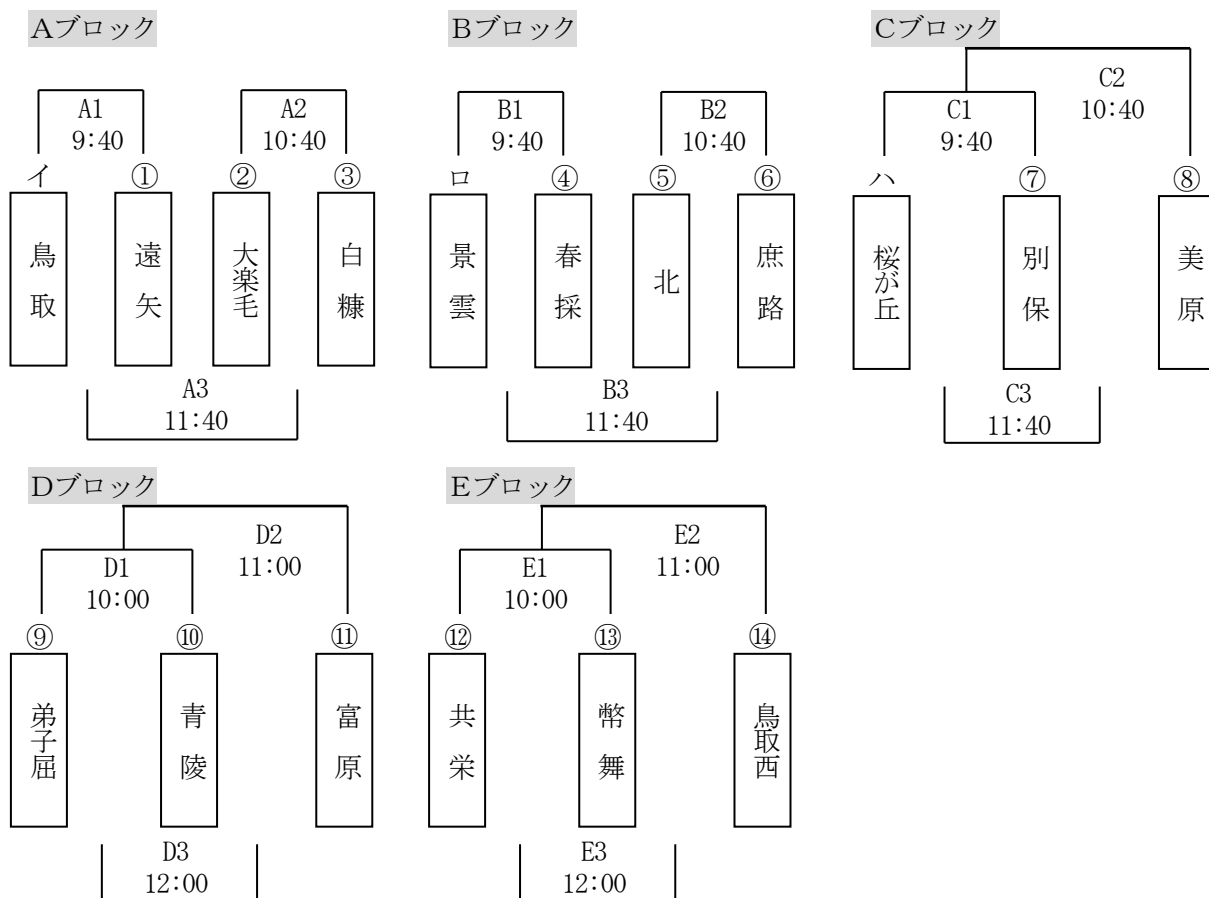 Aブロック
A1
9:40
A2
10:40
イ
①
②
③
鳥取
遠矢
大楽毛
白糠
A3
11:40
Bブロック
B1
9:40
B2
10:40
ロ
④
⑤
⑥
景雲
春採
北
庶路
B3
11:40
Cブロック
C2
10:40
C1
9:40
ハ
⑦
⑧
桜が丘
別保
美原
C3
11:40
Dブロック
D2
11:00
D1
10:00
⑨
⑩
⑪
弟子屈
青陵
富原
D3
12:00
Eブロック
E2
11:00
E1
10:00
⑫
⑬
⑭
共栄
幣舞
鳥取西
E3
12:00